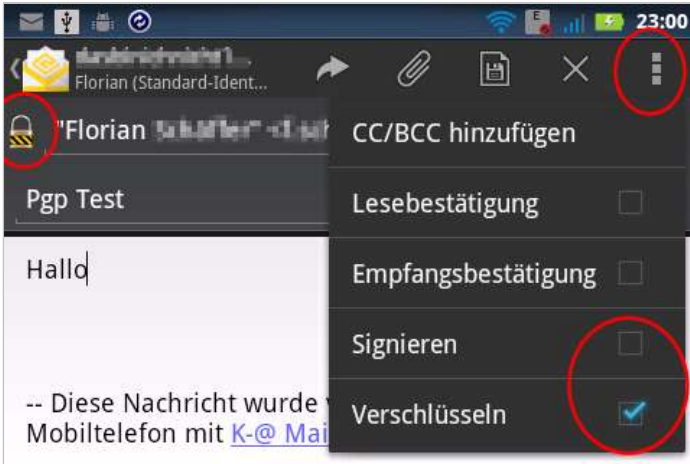 23:00
Florian (Standard-Ident...
"Florian
Pgp Test
Hallo
-- Diese Nachricht wurde
Mobiltelefon mit K-@ Mai
CC/BCC hinzufügen
Lesebestätigung
Empfangsbestätigung
Signieren
Verschlüsseln